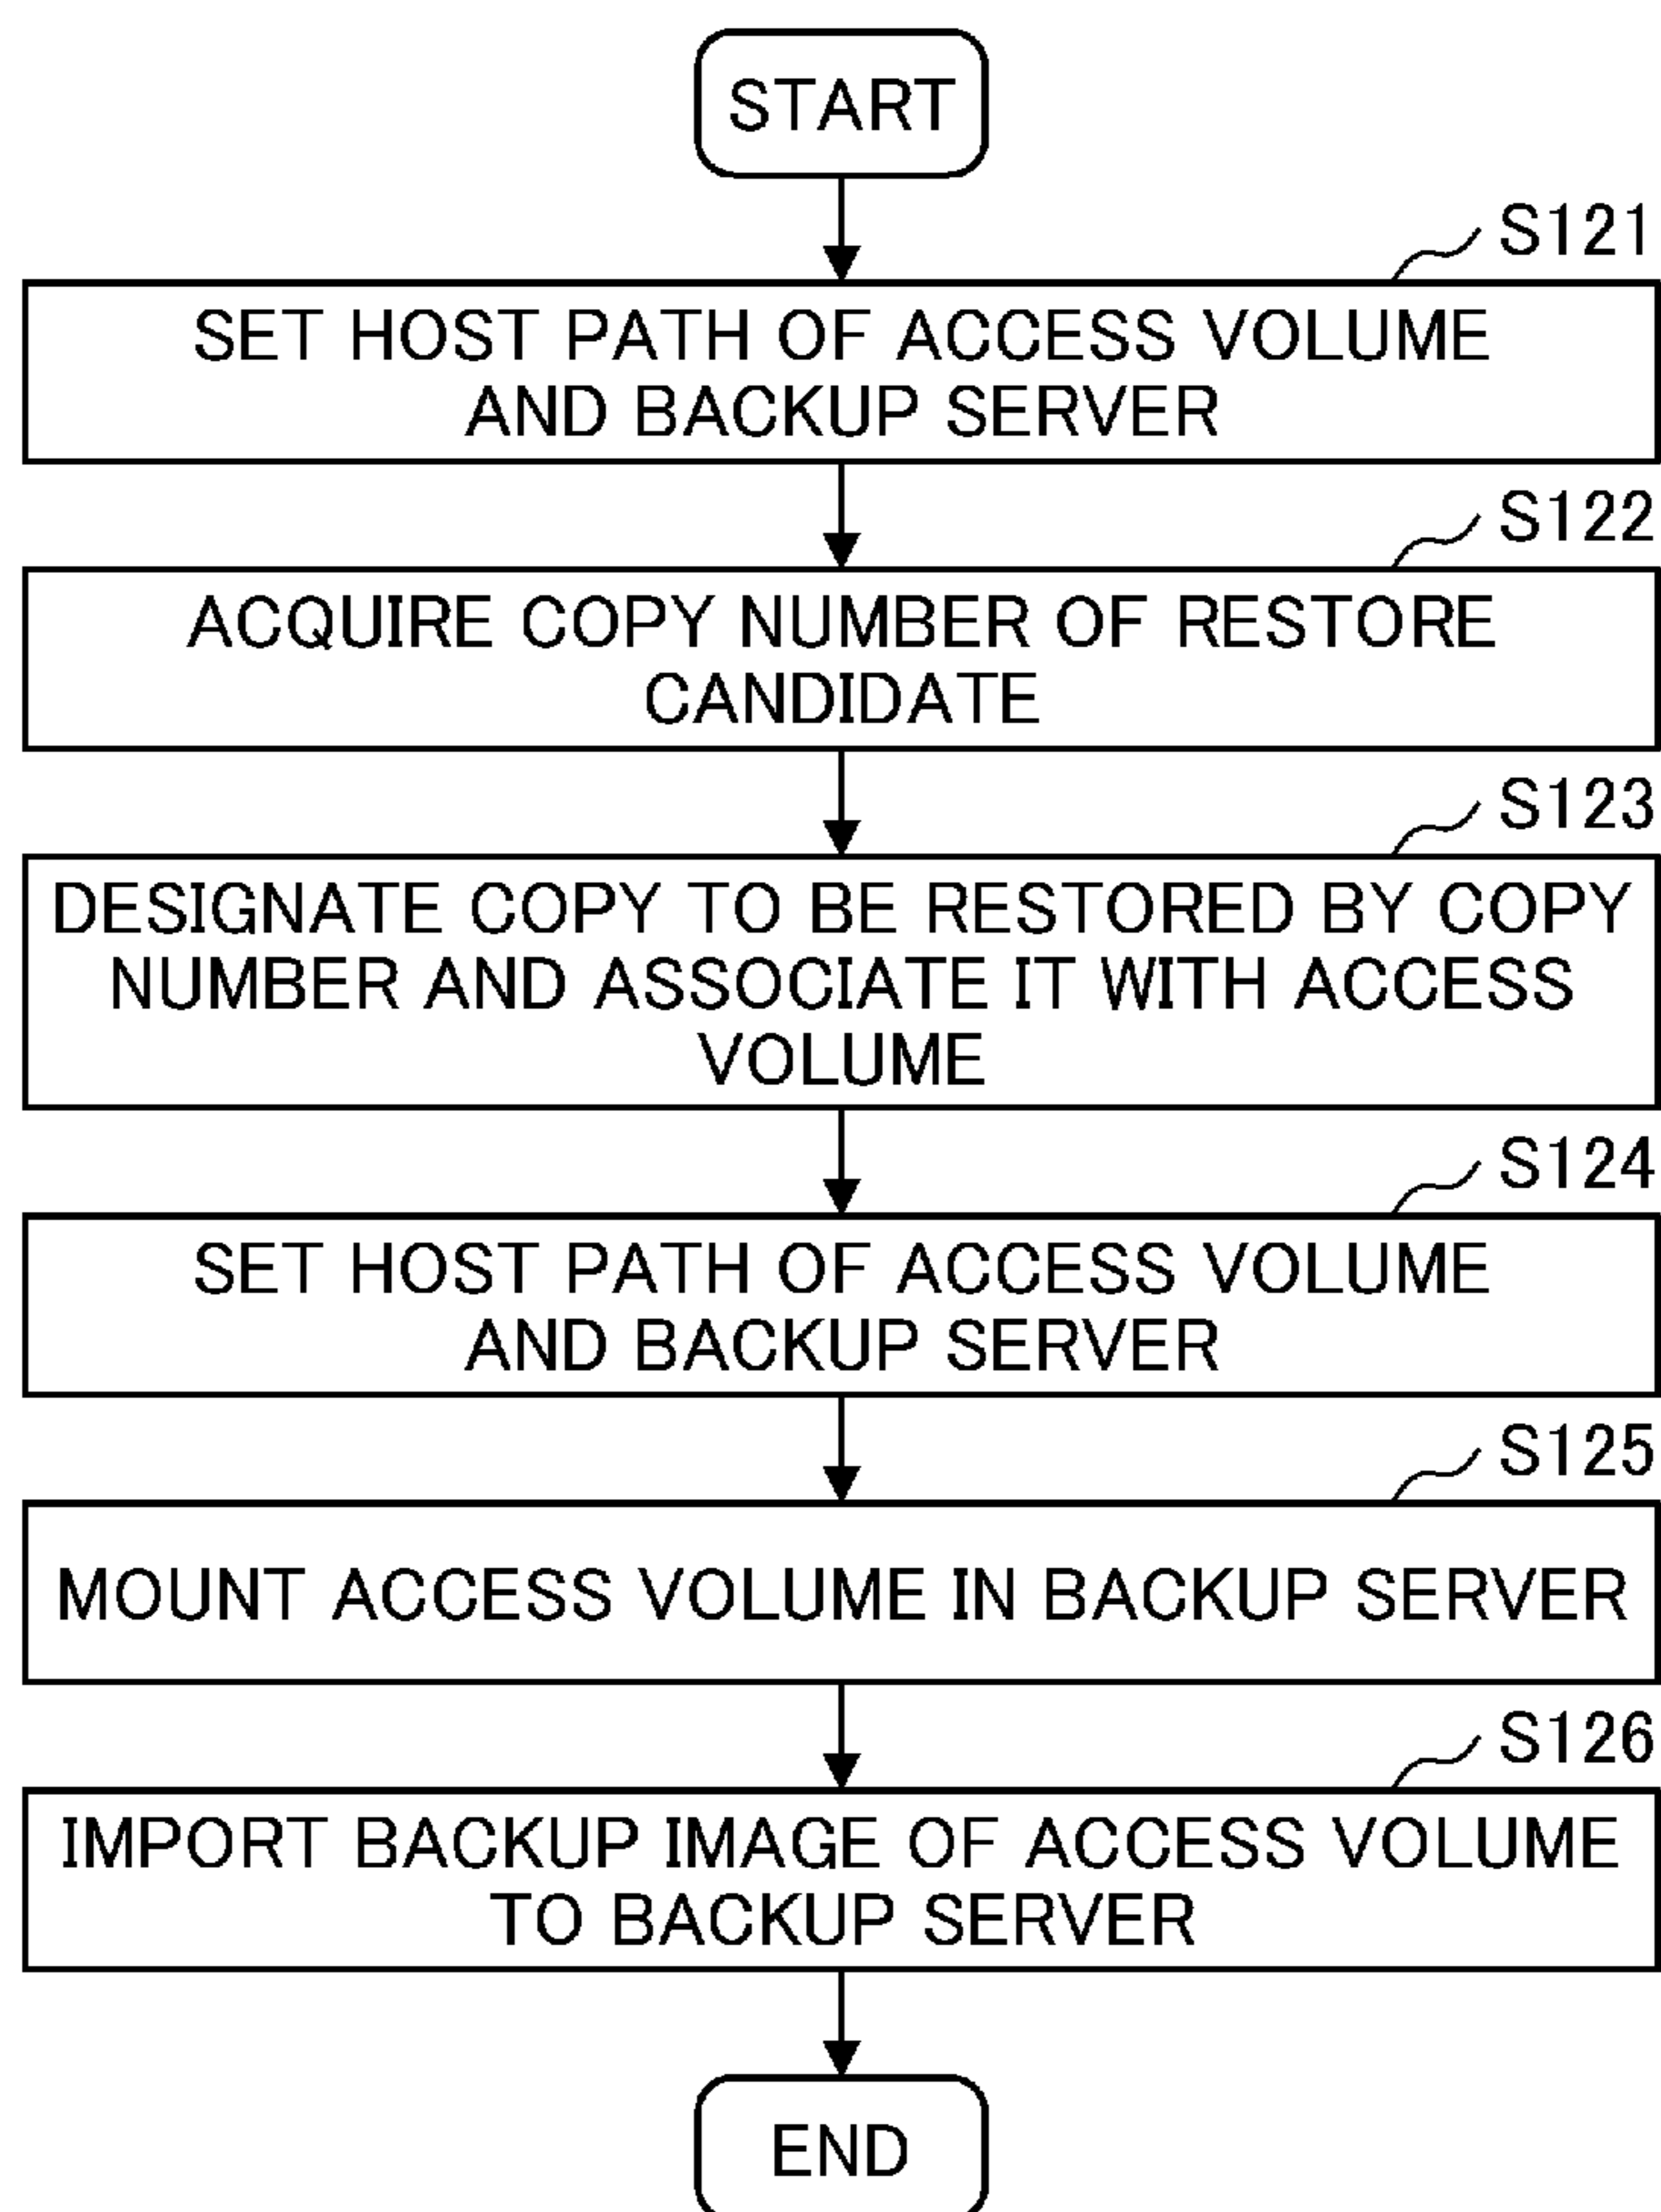 START
S121
SET HOST PATH OF ACCESS VOLUME
AND BACKUP SERVER
S122
ACQUIRE COPY NUMBER OF RESTORE
CANDIDATE
S123
DESIGNATE COPY TO BE RESTORED BY COPY
NUMBER AND ASSOCIATE IT WITH ACCESS
VOLUME
S124
SET HOST PATH OF ACCESS VOLUME
AND BACKUP SERVER
S125
MOUNT ACCESS VOLUME IN BACKUP SERVER
S126
IMPORT BACKUP IMAGE OF ACCESS VOLUME
TO BACKUP SERVER
END